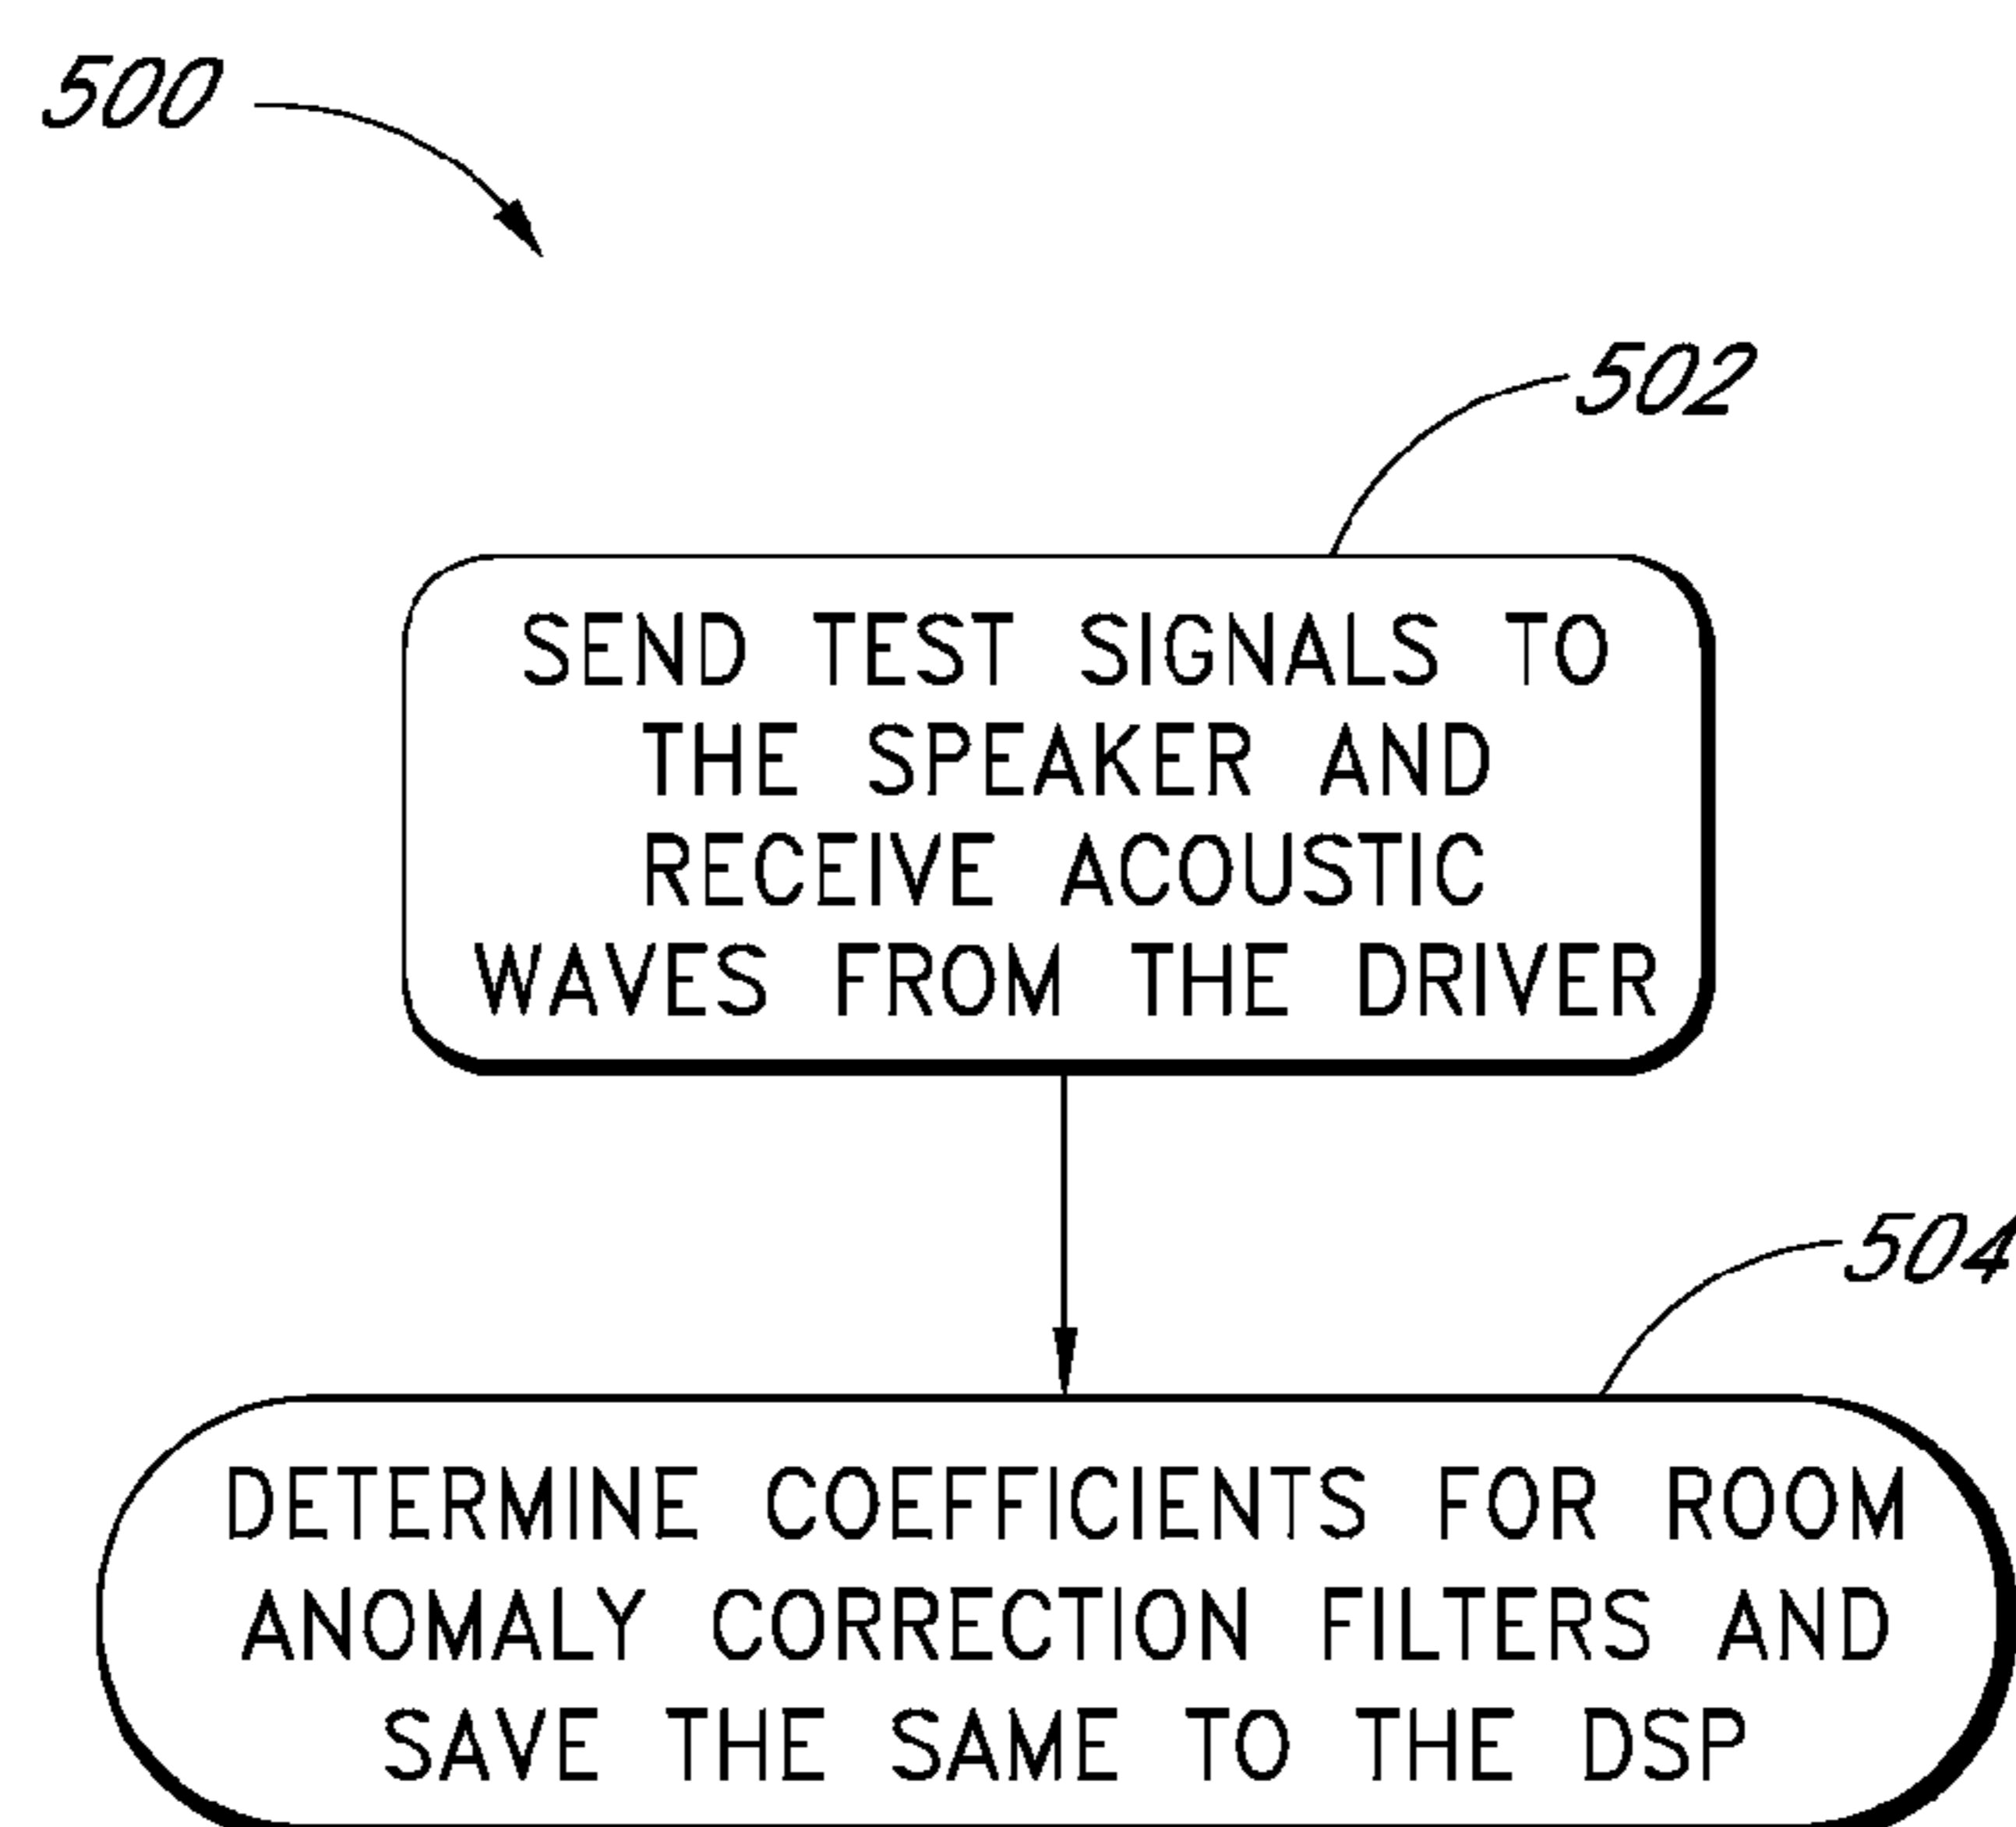 500
502
SEND TEST SIGNALS TO
THE SPEAKER AND
RECEIVE ACOUSTIC
WAVES FROM THE DRIVER
504
DETERMINE COEFFICIENTS FOR ROOM
ANOMALY CORRECTION FILTERS AND
SAVE THE SAME TO THE DSP